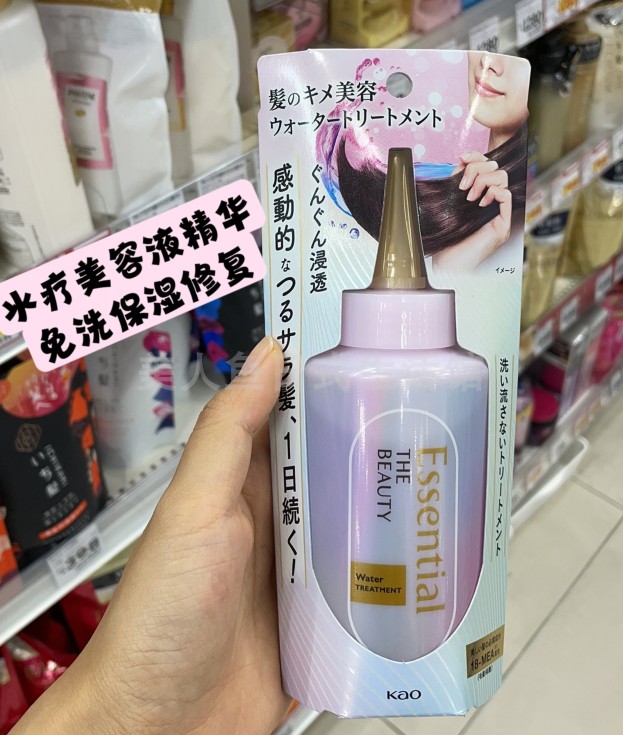 髪のキメ美容
ウォータートリートメント
ぐんぐん浸透
感動的なつるサラ髪、1日続く!
イメージ
洗い流さないトリートメント
水疗美容液精华
免洗保湿修复
Essential
THE
BEAUTY
Water
TREATMENT
18-MEA
Kao
いち髪